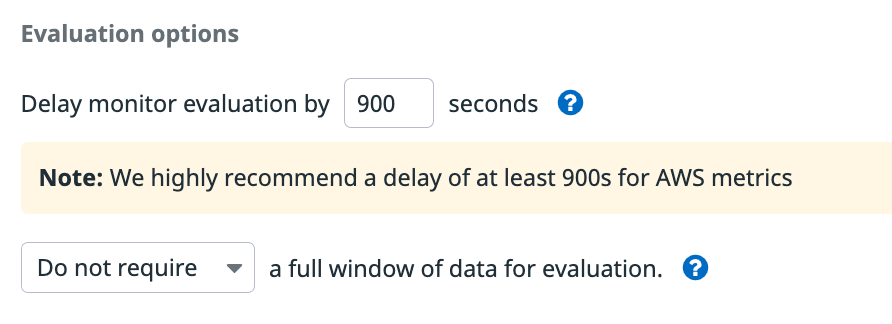 Evaluation options
Delay monitor evaluation by 900 seconds ?
Note: We highly recommend a delay of at least 900s for AWS metrics
Do not require a full window of data for evaluation. ?